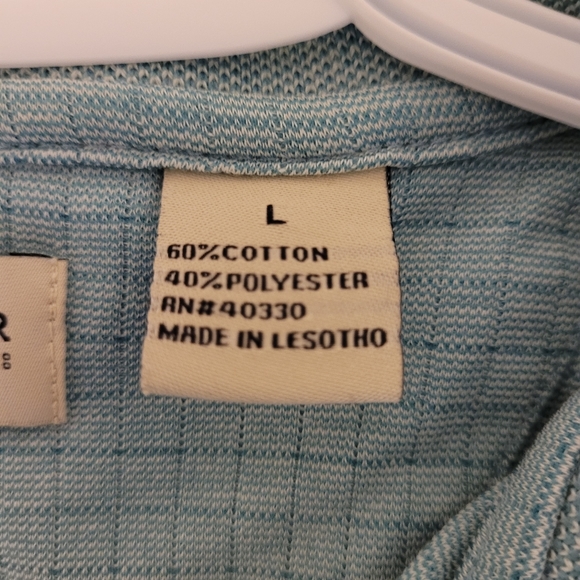 L
60%COTTON
40%POLYESTER
RN#40330
MADE IN LESOTHO
R